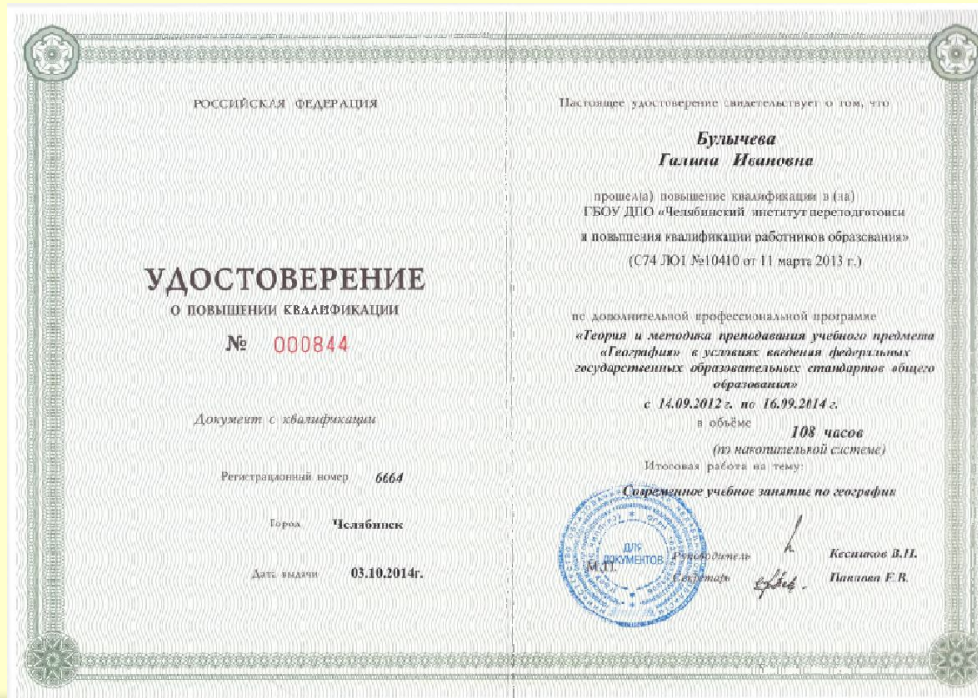 РОССИЙСКАЯ ФЕДЕРАЦИЯ
УДОСТОВЕРЕНИЕ
О ПОВЫШЕНИИ КВАЛИФИКАЦИИ
№ 000844
Документ о квалификации
Регистрационный номер 6664
Город Челябинск
Дата выдачи 03.10.2014г.
Настоящее удостоверение свидетельствует о том, что
Булычева
Галина Ивановна
прошел(а) повышение квалификации в (на)
ГБОУ ДПО «Челябинский институт переподготовки
и повышения квалификации работников образования»
(С74 ЛО1 №10410 от 11 марта 2013 г.)
по дополнительной профессиональной программе
«Теория и методика преподавания учебного предмета
«География» в условиях введения федеральных
государственных образовательных стандартов общего
образования»
с 14.09.2012 г. по 16.09.2014 г.
в объёме
108 часов
(по накопительной системе)
Итоговая работа на тему:
Современное учебное занятие по географии
ДЛЯ
ДОКУМЕНТОВ
М.П.
Руководитель
Секретарь Павлова Е.В.